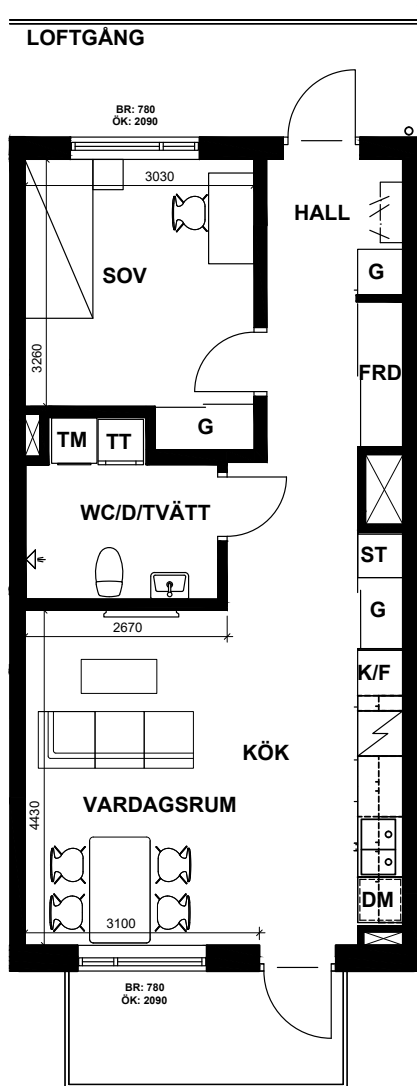 LOFTGÅNG
BR: 780
ÖK: 2090
3030
HALL
SOV
G
3260
FRD
G
TM
TT
WC/D/TVÄTT
ST
G
2670
K/F
KÖK
VARDAGSRUM
4430
DM
3100
BR: 780
ÖK: 2090